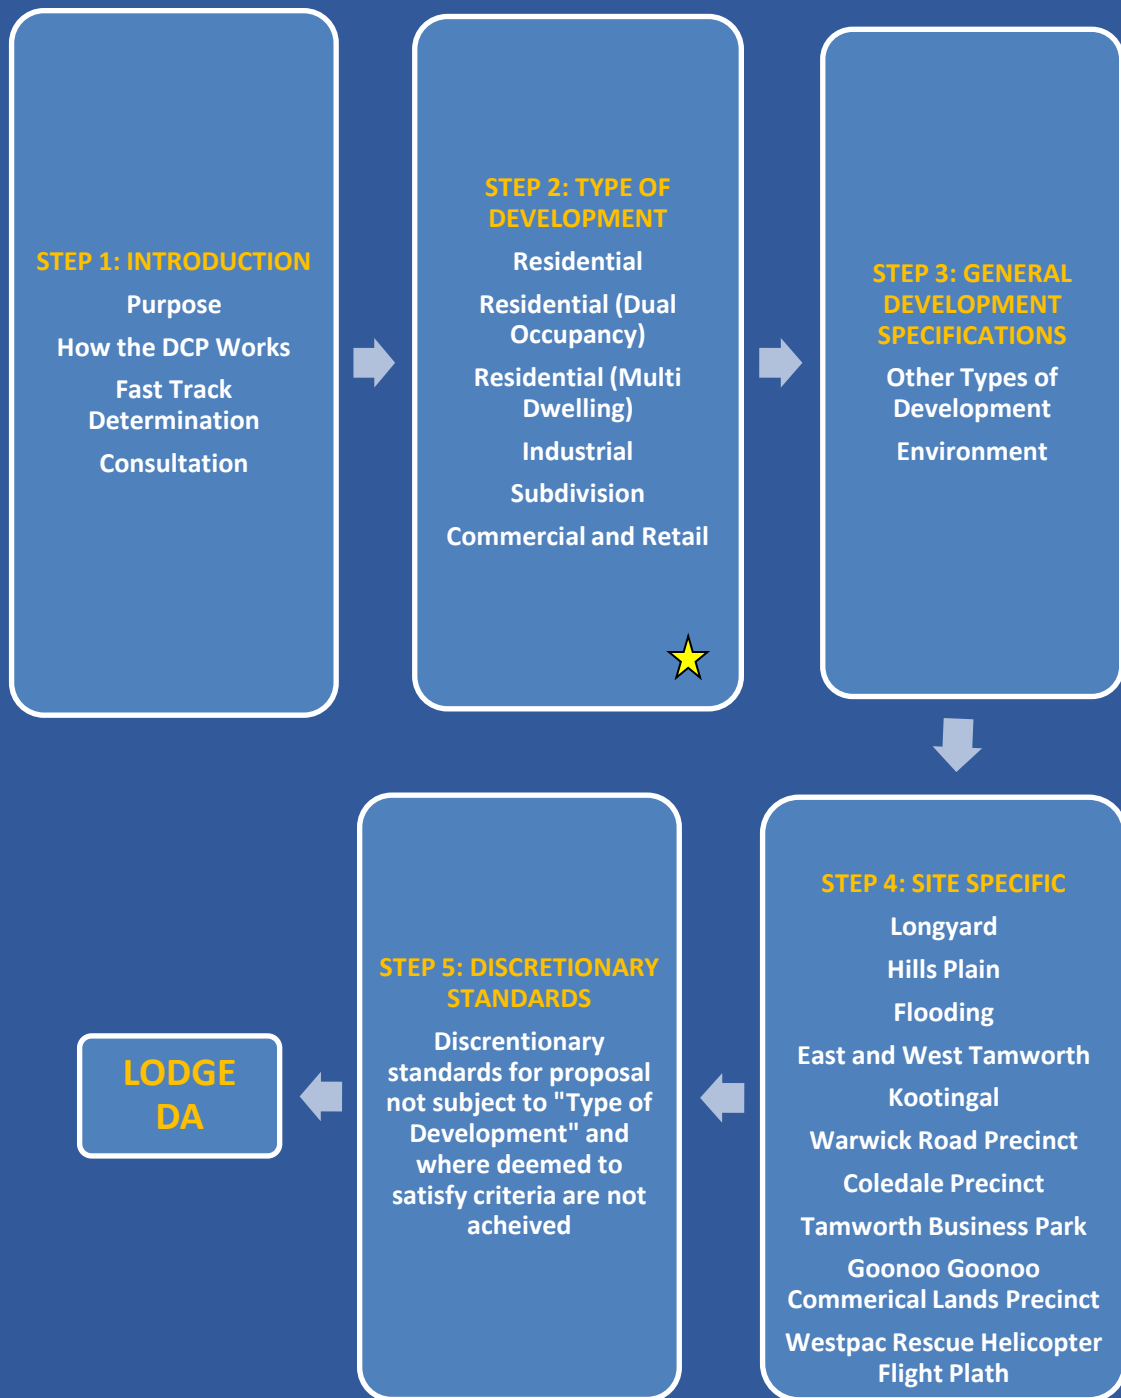 STEP 1: INTRODUCTION
Purpose
How the DCP Works
Fast Track
Determination
Consultation
STEP 2: TYPE OF
DEVELOPMENT
Residential
Residential (Dual
Occupancy)
Residential (Multi
Dwelling)
Industrial
Subdivision
Commercial and Retail
STEP 3: GENERAL
DEVELOPMENT
SPECIFICATIONS
Other Types of
Development
Environment
STEP 4: SITE SPECIFIC
Longyard
Hills Plain
Flooding
East and West Tamworth
Kootingal
Warwick Road Precinct
Coledale Precinct
Tamworth Business Park
Goonoo Goonoo
Commerical Lands Precinct
Westpac Rescue Helicopter
Flight Plath
STEP 5: DISCRETIONARY
STANDARDS
Discrentionary
standards for proposal
not subject to "Type of
Development" and
where deemed to
satisfy criteria are not
acheived
LODGE
DA